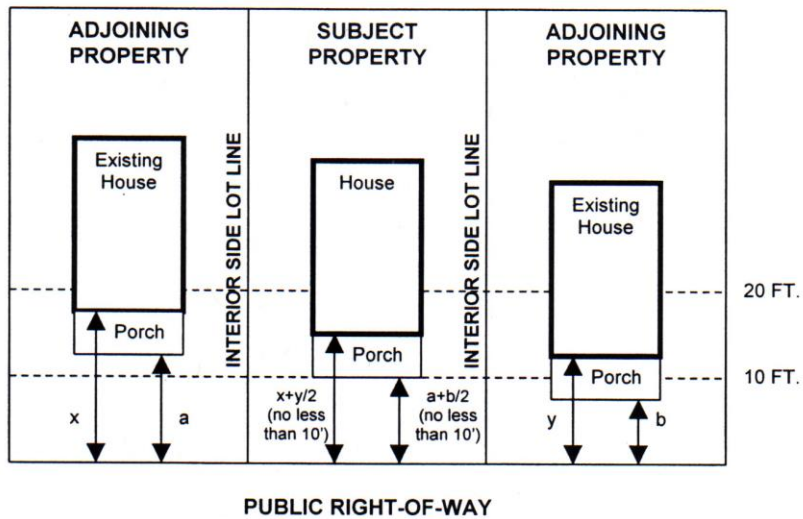 ADJOINING
PROPERTY
SUBJECT
PROPERTY
ADJOINING
PROPERTY
Existing
House
INTERIOR SIDE LOT LINE
House
INTERIOR SIDE LOT LINE
Existing
House
20 FT.
Porch
Porch
Porch
10 FT.
x
a
x+y/2
(no less
than 10')
a+b/2
(no less
than 10')
y
b
PUBLIC RIGHT-OF-WAY